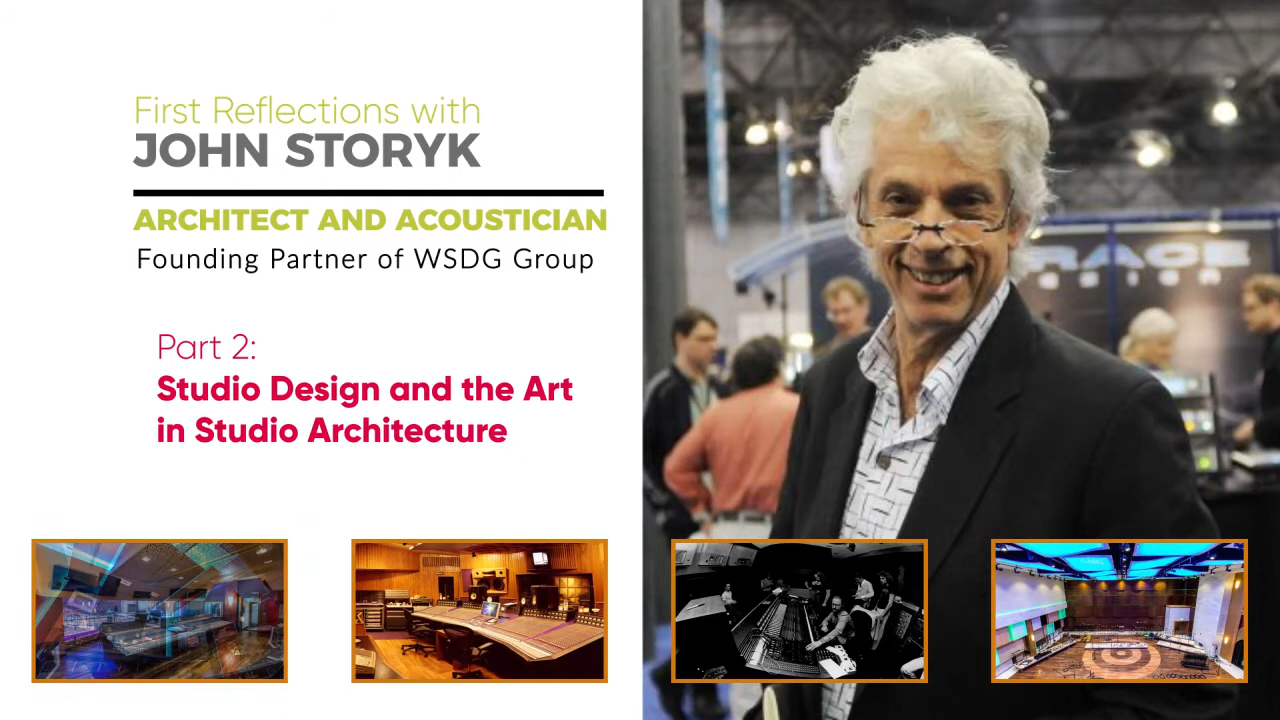 First Reflections with
JOHN STORYK
ARCHITECT AND ACOUSTICIAN
Founding Partner of WSDG Group
Part 2:
Studio Design and the Art
in Studio Architecture
RACE